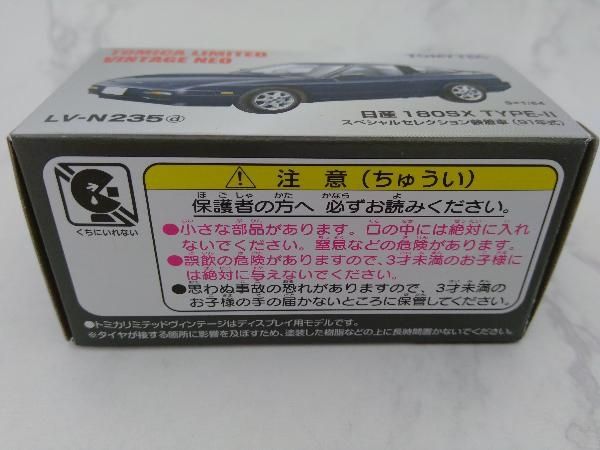 TOMICA LIMITED
VINTAGE NEO
TOMYTEC
LV-N235ⓓ
S=1/64
日産 180SX TYPE-II
スペシャルセレクション装着車（'91年式）
くちにいれない
⚠ 注意（ちゅうい）
ほごしゃ かた かなら よ
保護者の方へ 必ずお読みください。
●小さな部品があります。口の中には絶対に入れ
ないでください。窒息などの危険があります。
●誤飲の危険がありますので、3才未満のお子様に
は絶対に与えないでください。
●思わぬ事故の恐れがありますので、3才未満の
お子様の手の届かないところに保管してください。
●トミカリミテッドヴィンテージはディスプレイ用モデルです。
※タイヤが接する箇所に影響を及ぼすため、塗装した樹脂などの上に長時間置かないでください。